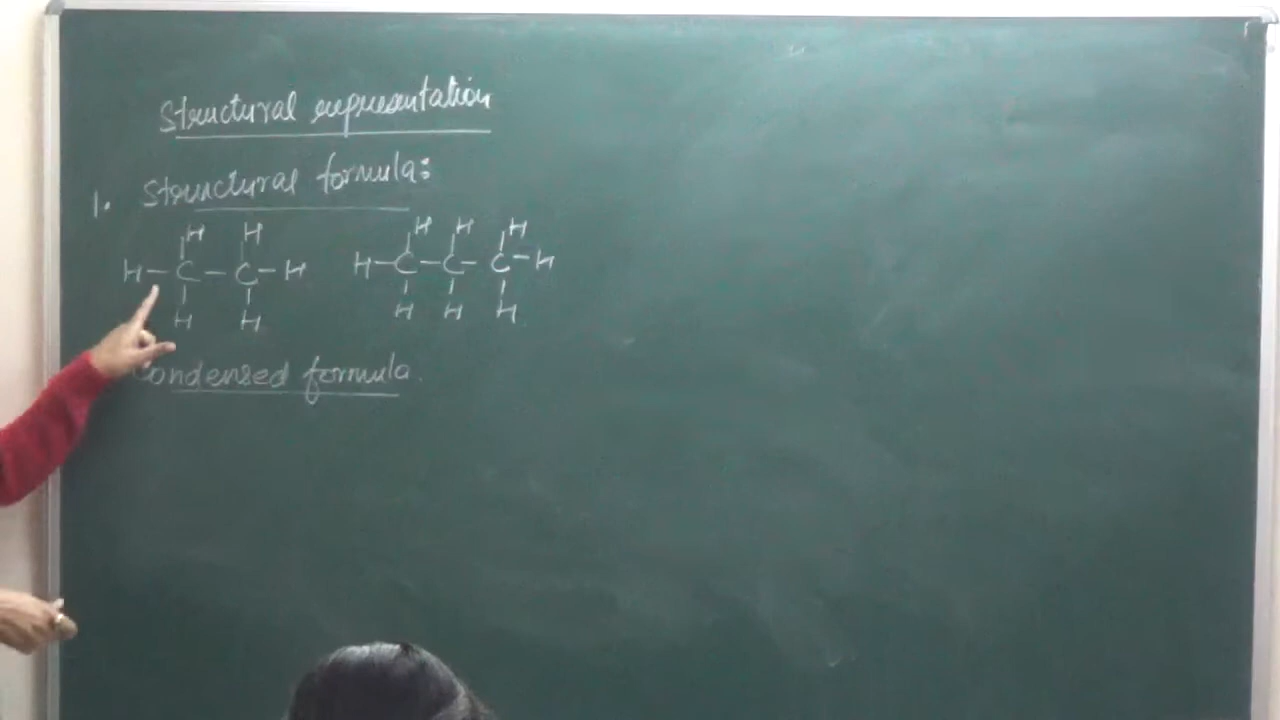 Structural representation
1. Structural formula:
H H H H H
H-C-C-H H-C-C-C-H
H H H H H
Condensed formula.